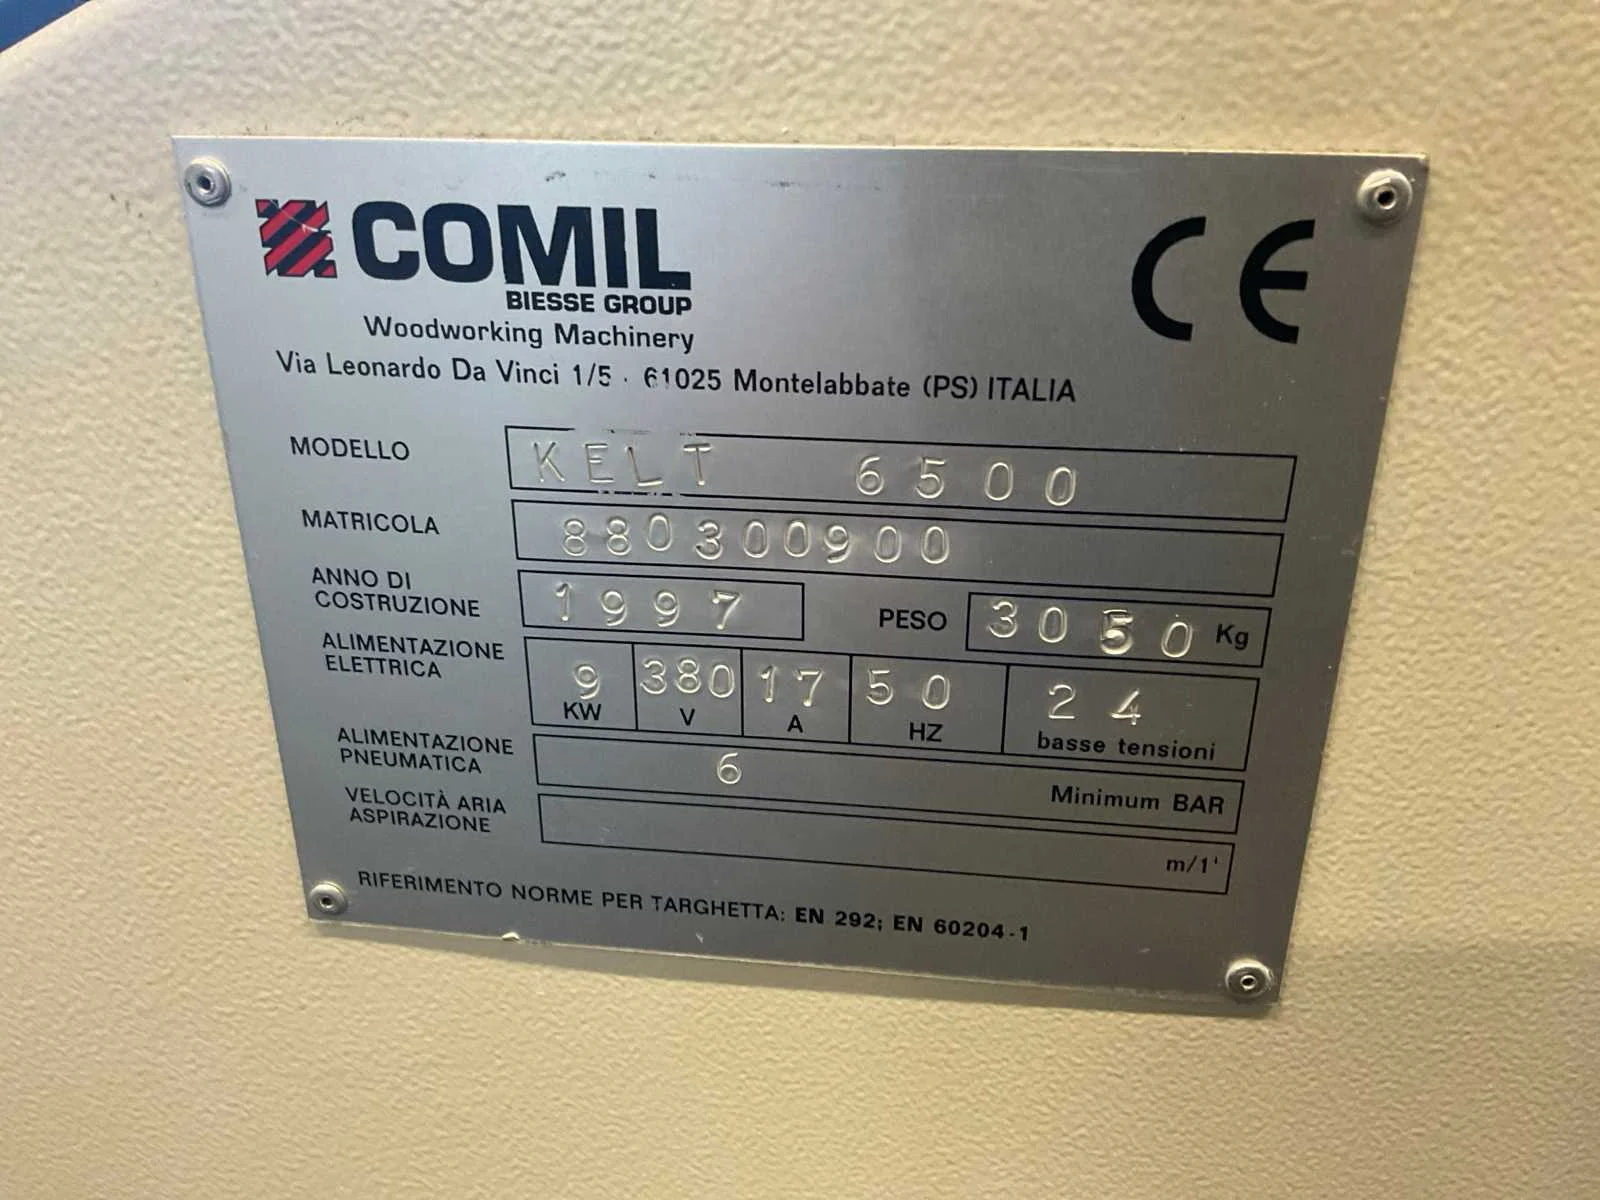 COMIL
BIESSE GROUP
Woodworking Machinery
Via Leonardo Da Vinci 1/5 · 61025 Montelabbate (PS) ITALIA
CE
MODELLO KELT 6500
MATRICOLA 880300900
ANNO DI
COSTRUZIONE 1997 PESO 3050 Kg
ALIMENTAZIONE
ELETTRICA 9 KW 380 V 17 A 50 HZ 24 basse tensioni
ALIMENTAZIONE
PNEUMATICA 6 Minimum BAR
VELOCITÀ ARIA
ASPIRAZIONE m/1'
RIFERIMENTO NORME PER TARGHETTA: EN 292; EN 60204-1